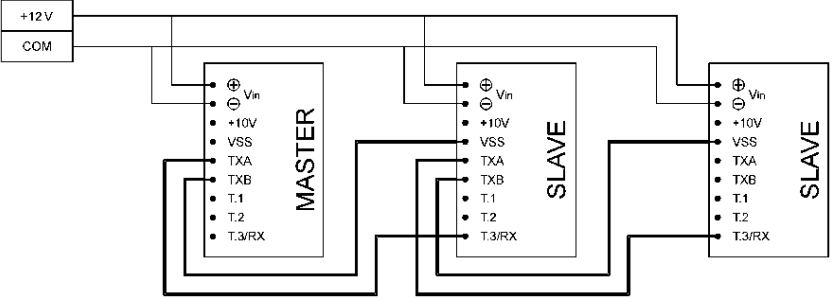 +12V
COM
⊕ Vin
⊖
+10V
VSS
TXA
TXB
T.1
T.2
T.3/RX
MASTER
⊕ Vin
⊖
+10V
VSS
TXA
TXB
T.1
T.2
T.3/RX
SLAVE
⊕ Vin
⊖
+10V
VSS
TXA
TXB
T.1
T.2
T.3/RX
SLAVE